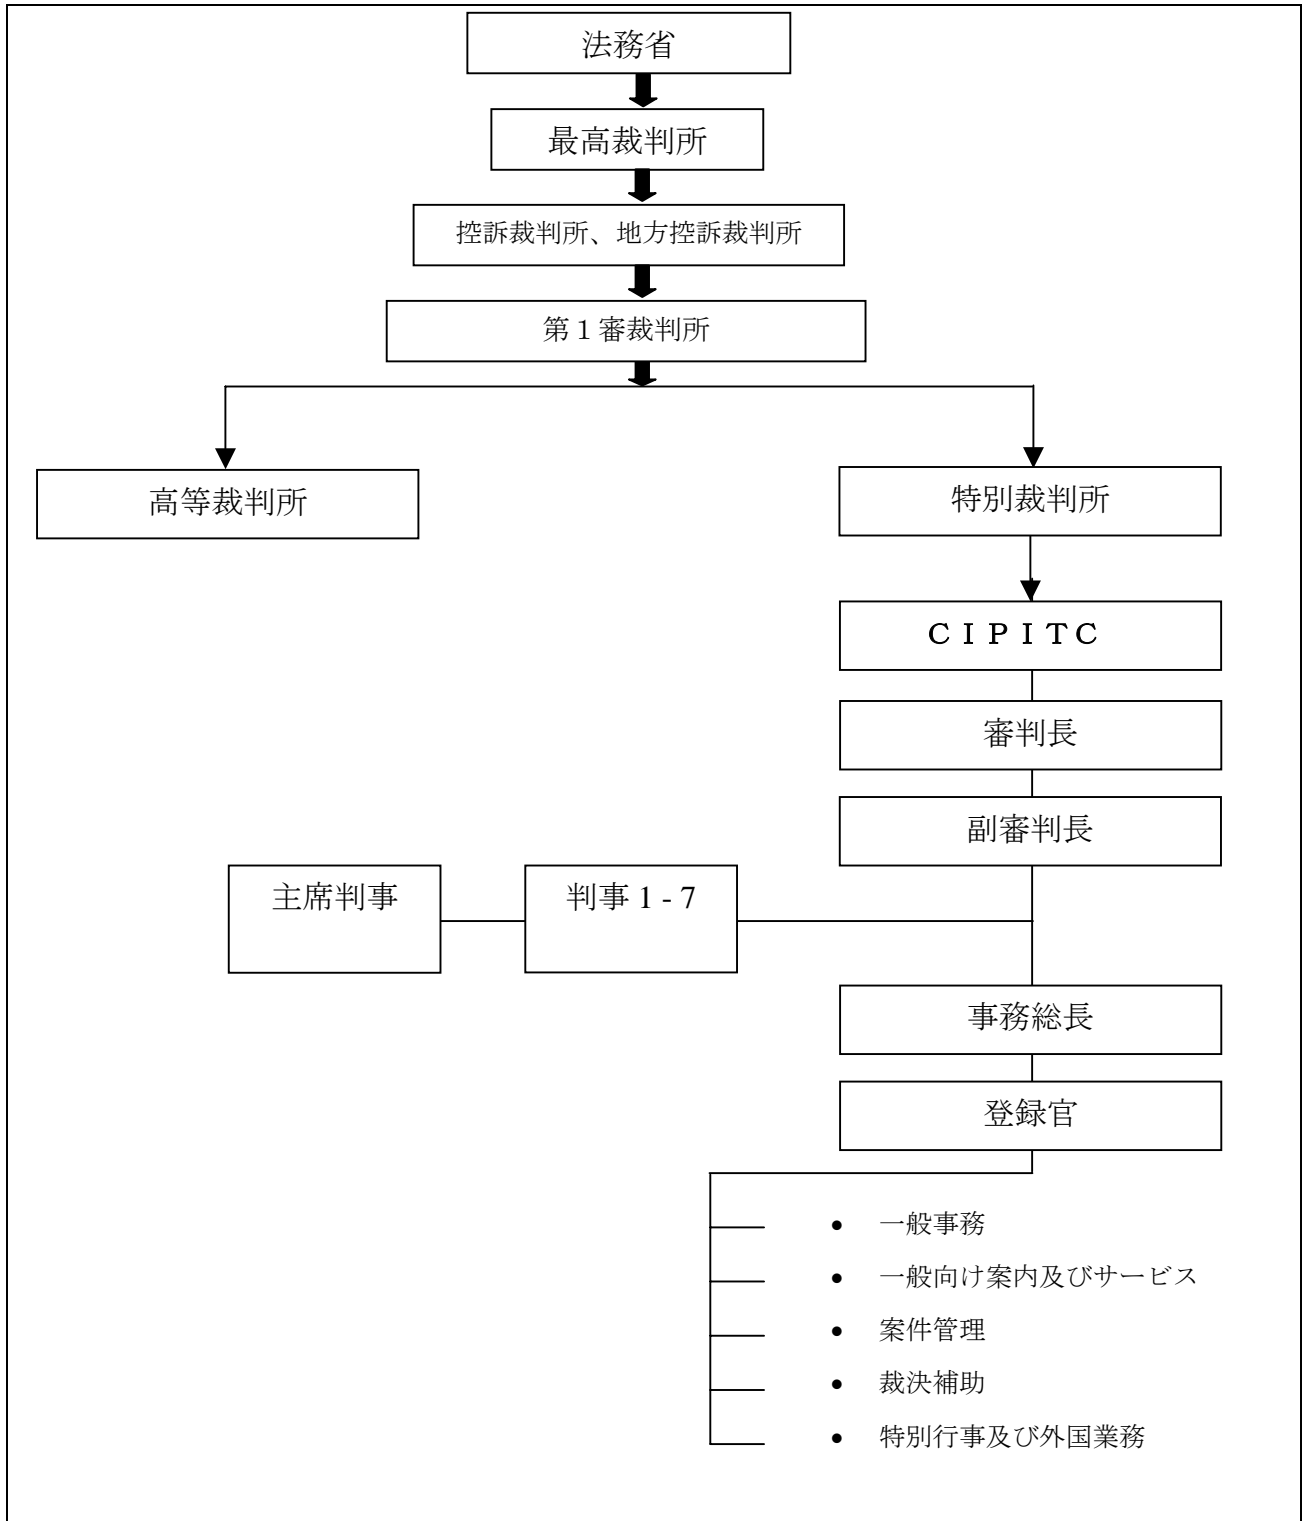 法務省
最高裁判所
控訴裁判所、地方控訴裁判所
第１審裁判所
高等裁判所
特別裁判所
ＣＩＰＩＴＣ
審判長
副審判長
主席判事
判事 1 - 7
事務総長
登録官
• 一般事務
• 一般向け案内及びサービス
• 案件管理
• 裁決補助
• 特別行事及び外国業務